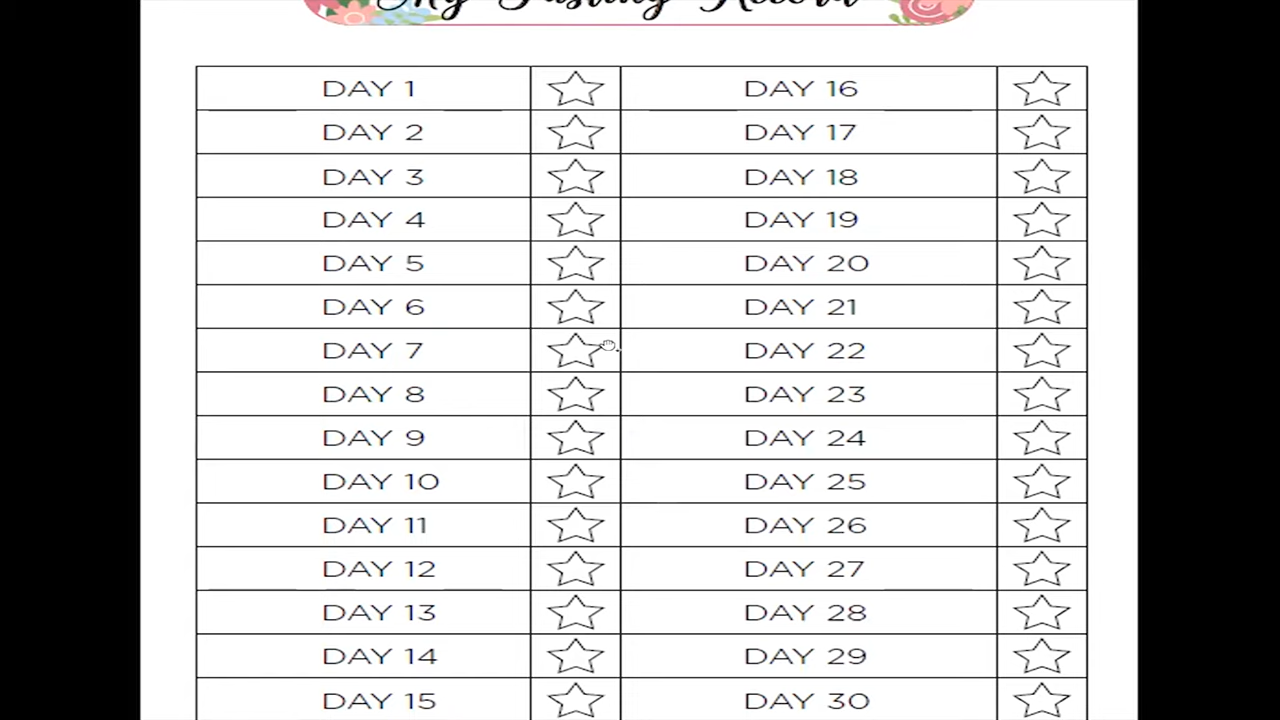 My Fasting Record
DAY 1 DAY 16
DAY 2 DAY 17
DAY 3 DAY 18
DAY 4 DAY 19
DAY 5 DAY 20
DAY 6 DAY 21
DAY 7 DAY 22
DAY 8 DAY 23
DAY 9 DAY 24
DAY 10 DAY 25
DAY 11 DAY 26
DAY 12 DAY 27
DAY 13 DAY 28
DAY 14 DAY 29
DAY 15 DAY 30